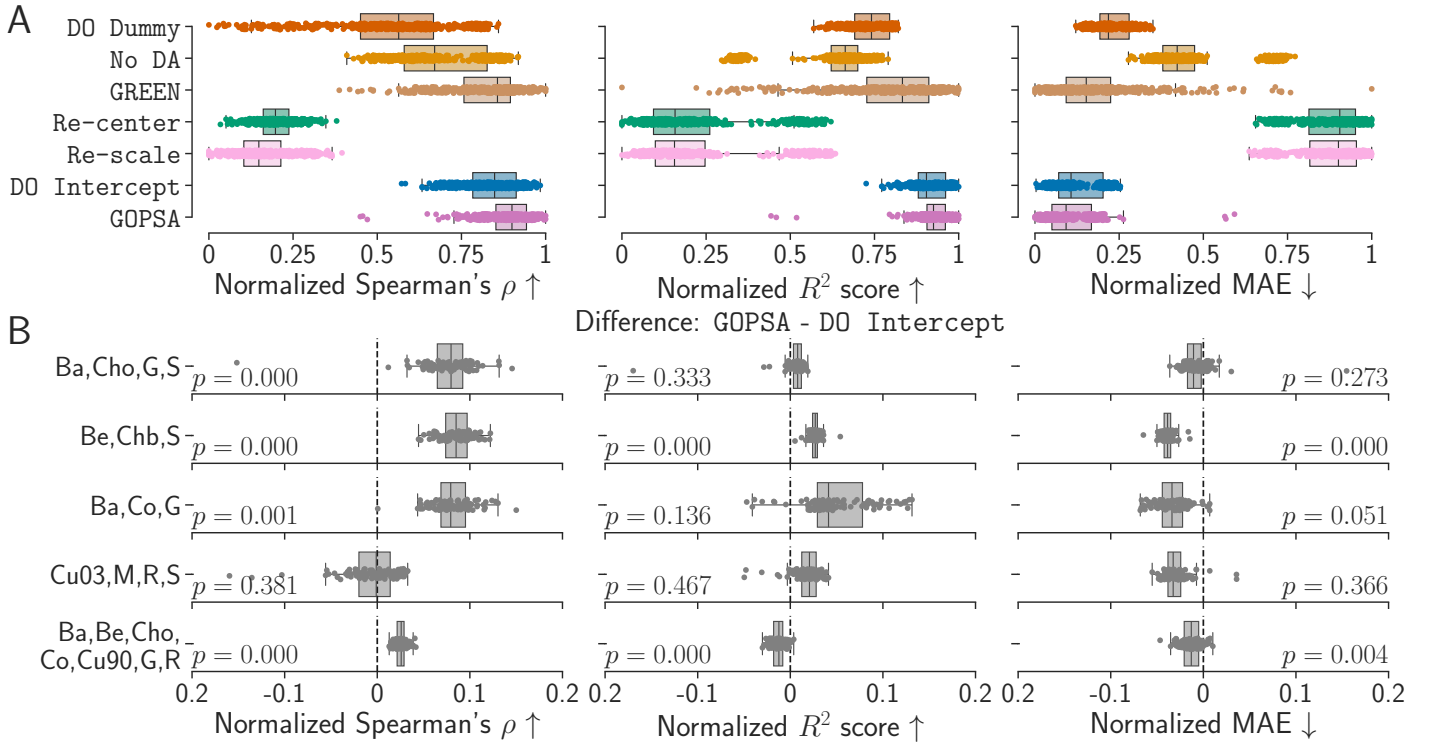 A
DO Dummy
No DA
GREEN
Re-center
Re-scale
DO Intercept
GOPSA
0 0.25 0.5 0.75 1
Normalized Spearman's ρ ↑
0 0.25 0.5 0.75 1
Normalized R² score ↑
0 0.25 0.5 0.75 1
Normalized MAE ↓
B
Difference: GOPSA - DO Intercept
Ba,Cho,G,S
p = 0.000
p = 0.333
p = 0.273
Be,Chb,S
p = 0.000
p = 0.000
p = 0.000
Ba,Co,G
p = 0.001
p = 0.136
p = 0.051
Cu03,M,R,S
p = 0.381
p = 0.467
p = 0.366
Ba,Be,Cho,
Co,Cu90,G,R
p = 0.000
p = 0.000
p = 0.004
0.2 -0.1 0 0.1 0.2
Normalized Spearman's ρ ↑
0.2 -0.1 0 0.1 0.2
Normalized R² score ↑
0.2 -0.1 0 0.1 0.2
Normalized MAE ↓